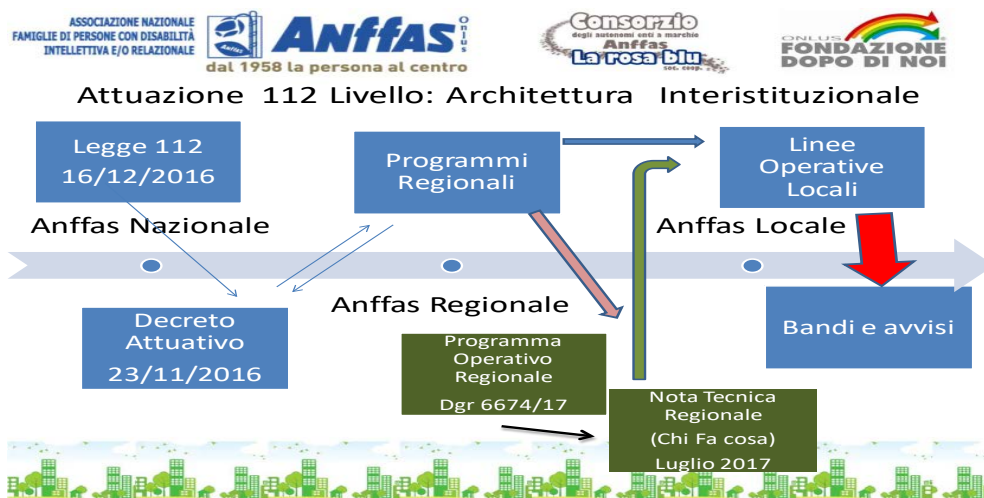 ASSOCIAZIONE NAZIONALE
FAMIGLIE DI PERSONE CON DISABILITÀ
INTELLETTIVA E/O RELAZIONALE
Anffas
ANFFAS Onlus
dal 1958 la persona al centro
Consorzio
degli autonomi enti a marchio
Anffas
La rosa blu
soc. coop.
ONLUS
FONDAZIONE
DOPO DI NOI
Attuazione 112 Livello: Architettura Interistituzionale
Legge 112
16/12/2016
Programmi
Regionali
Linee
Operative
Locali
Anffas Nazionale
Anffas Locale
Anffas Regionale
Decreto
Attuativo
23/11/2016
Programma
Operativo
Regionale
Dgr 6674/17
Nota Tecnica
Regionale
(Chi Fa cosa)
Luglio 2017
Bandi e avvisi